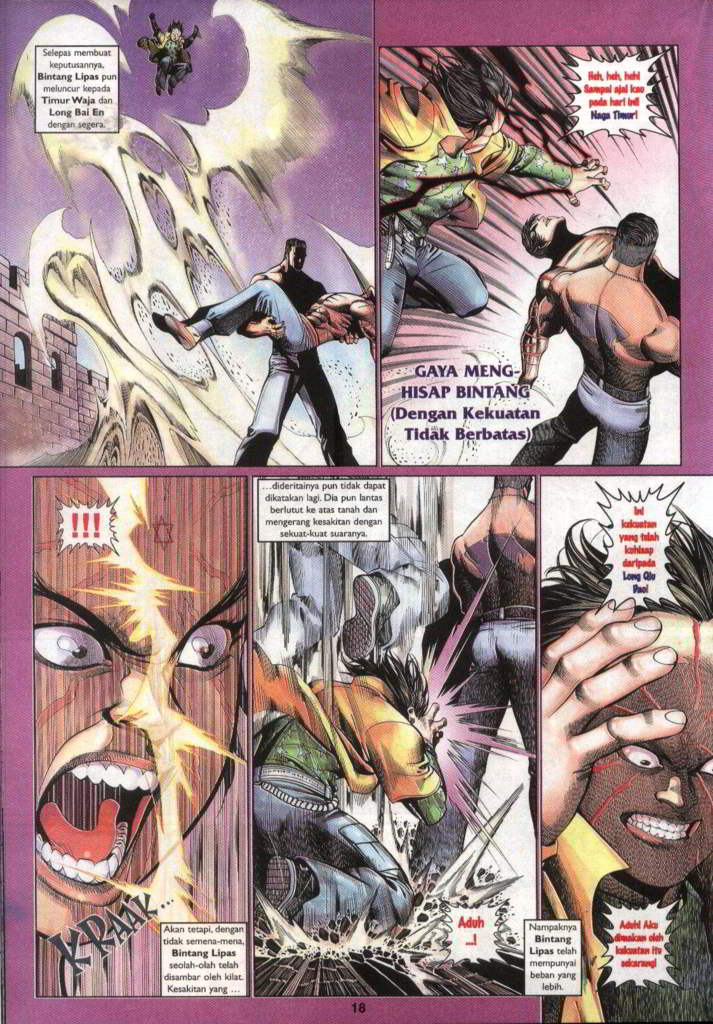 Selepas membuat
keputusannya,
Bintang Lipas pun
meluncur kepada
Timur Waja dan
Long Bai En
dengan segera.
Heh, heh, heh!
Sampai ajal kau
pada hari ini!
Naga Timur!
GAYA MENG-
HISAP BINTANG
(Dengan Kekuatan
Tidak Berbatas)
!!!
KRAAK...
Akan tetapi, dengan
tidak semena-mena,
Bintang Lipas
seolah-olah telah
disambar oleh kilat.
Kesakitan yang ...
...dideritainya pun tidak dapat
dikatakan lagi. Dia pun lantas
berlutut ke atas tanah dan
mengerang kesakitan dengan
sekuat-kuat suaranya.
Aduh
...!
Ini
kekuatan
yang telah
kuhisap
daripada
Long Qiu
Dao!
Nampaknya
Bintang
Lipas telah
mempunyai
beban yang
lebih.
Aduh! Aku
dimakan oleh
kekuatan itu
sekarang!
18